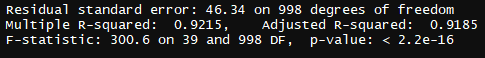 Residual standard error: 46.34 on 998 degrees of freedom
Multiple R-squared:  0.9215,    Adjusted R-squared:  0.9185
F-statistic: 300.6 on 39 and 998 DF,  p-value: < 2.2e-16